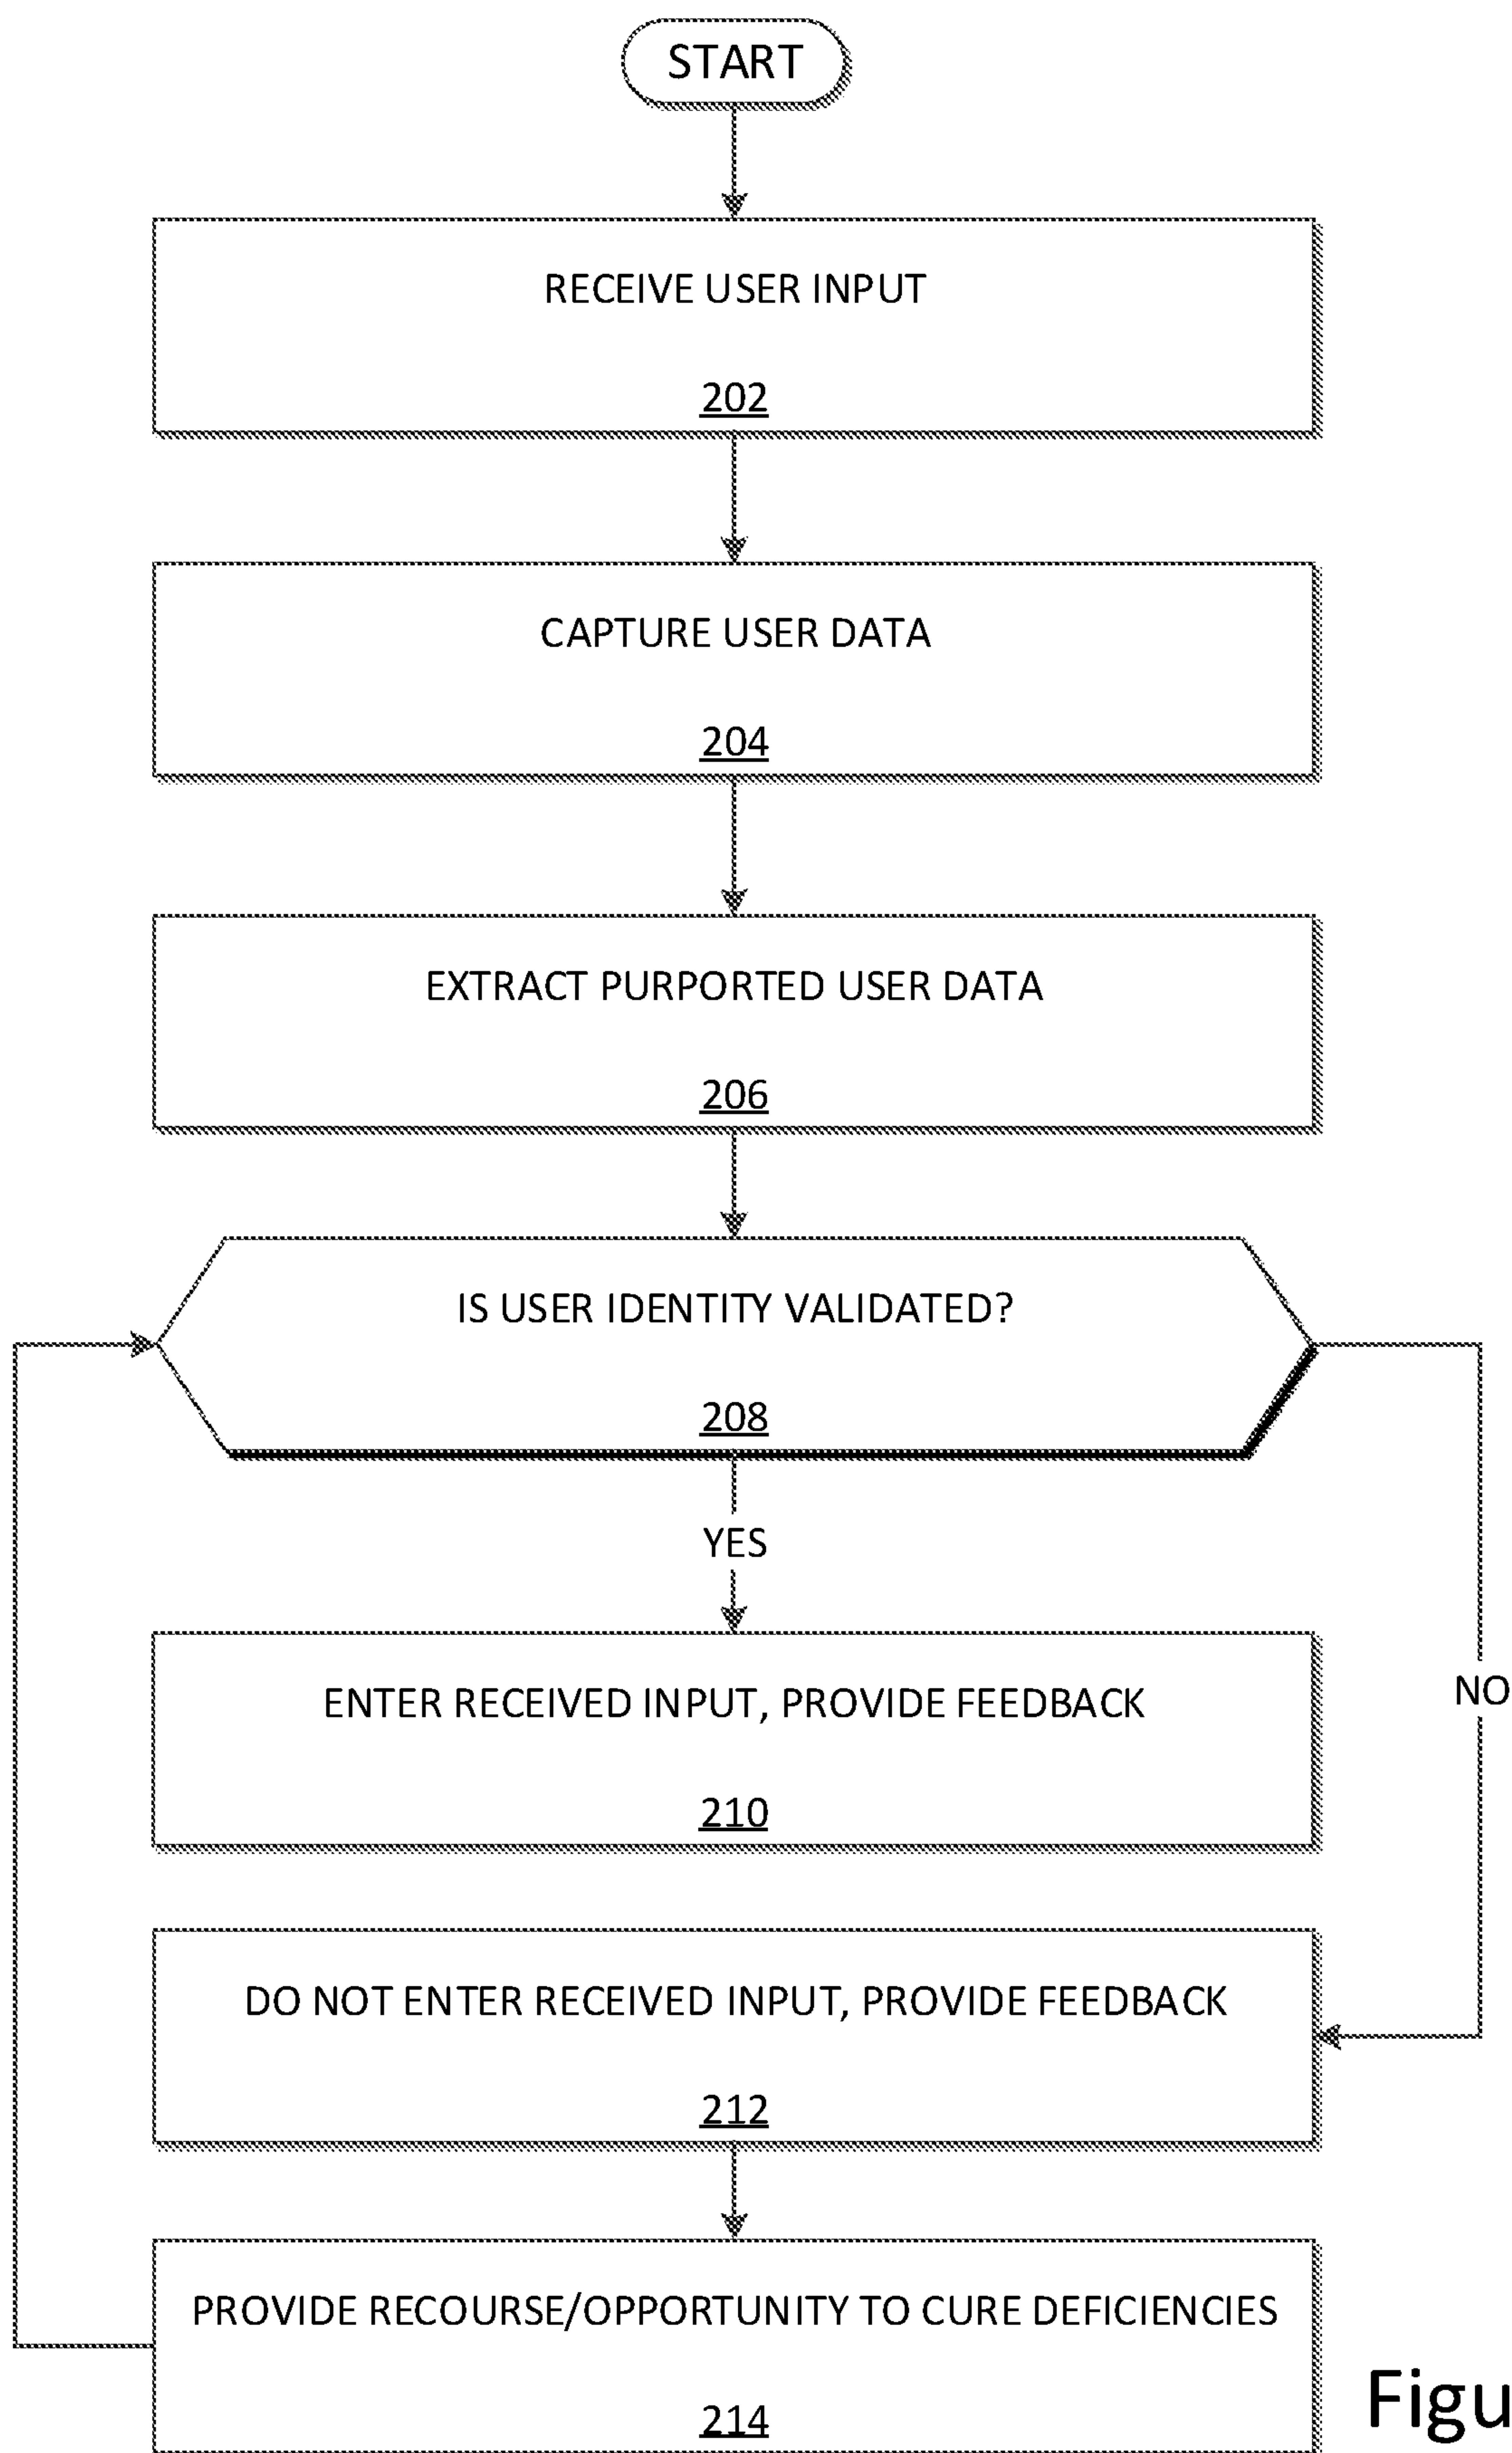 START
RECEIVE USER INPUT
202
CAPTURE USER DATA
204
EXTRACT PURPORTED USER DATA
206
IS USER IDENTITY VALIDATED?
208
YES
ENTER RECEIVED INPUT, PROVIDE FEEDBACK
210
NO
DO NOT ENTER RECEIVED INPUT, PROVIDE FEEDBACK
212
PROVIDE RECOURSE/OPPORTUNITY TO CURE DEFICIENCIES
214
Figu